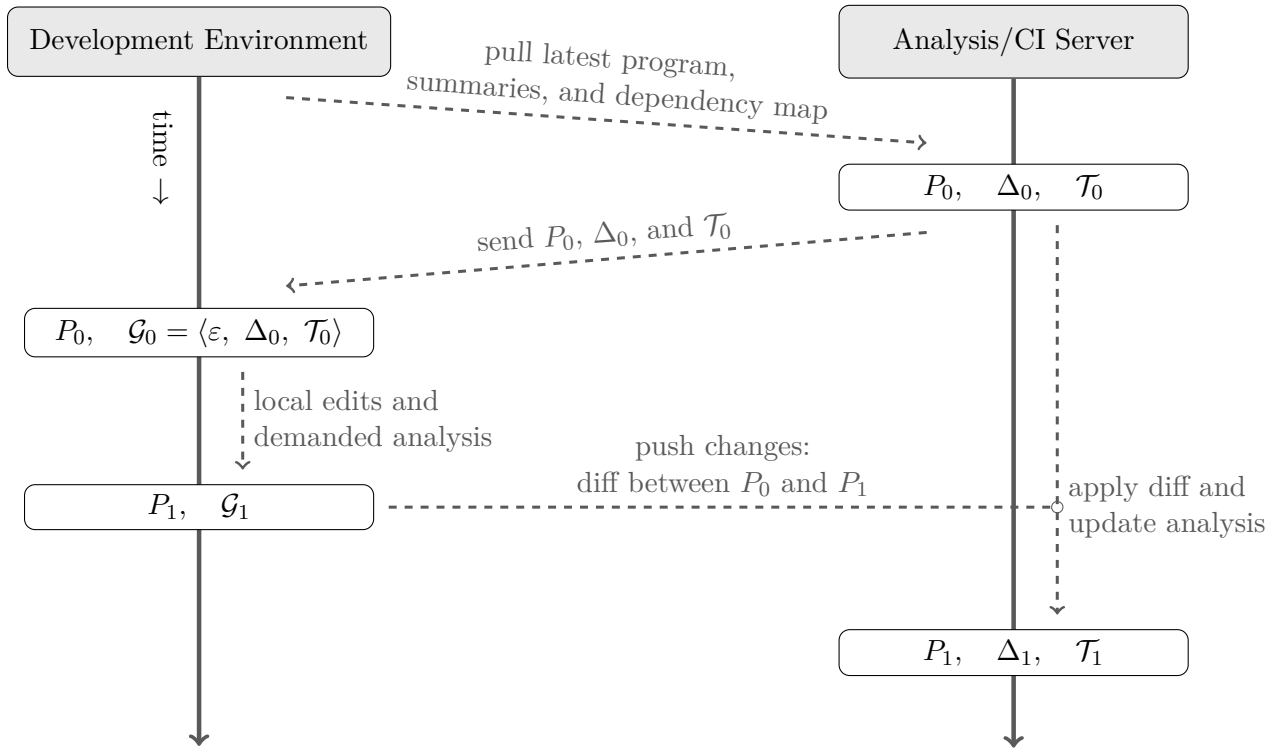 Development Environment
Analysis/CI Server
pull latest program,
summaries, and dependency map
time →
P₀, Δ₀, 𝒯₀
send P₀, Δ₀, and 𝒯₀
P₀, 𝒢₀ = ⟨ε, Δ₀, 𝒯₀⟩
local edits and
demanded analysis
push changes:
diff between P₀ and P₁
P₁, 𝒢₁
apply diff and
update analysis
P₁, Δ₁, 𝒯₁